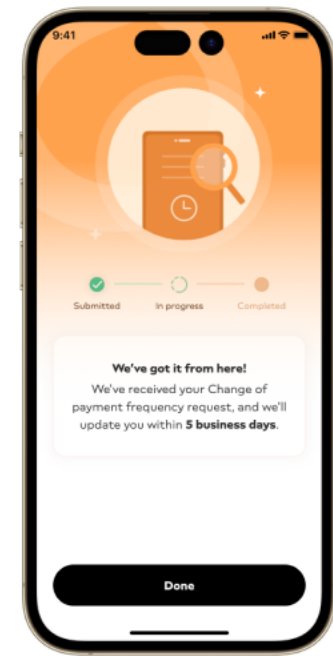 9:41
Submitted In progress Completed
We've got it from here!
We've received your Change of
payment frequency request, and we'll
update you within 5 business days.
Done